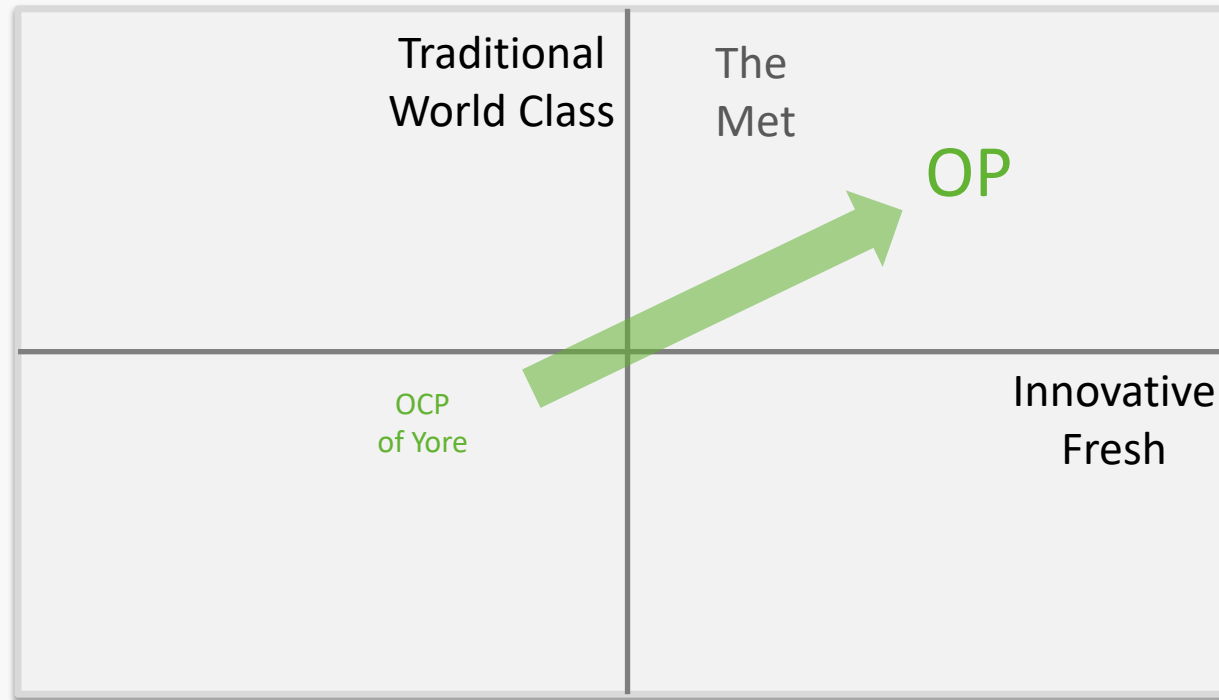 Traditional
World Class
The
Met
OP
OCP
of Yore
Innovative
Fresh